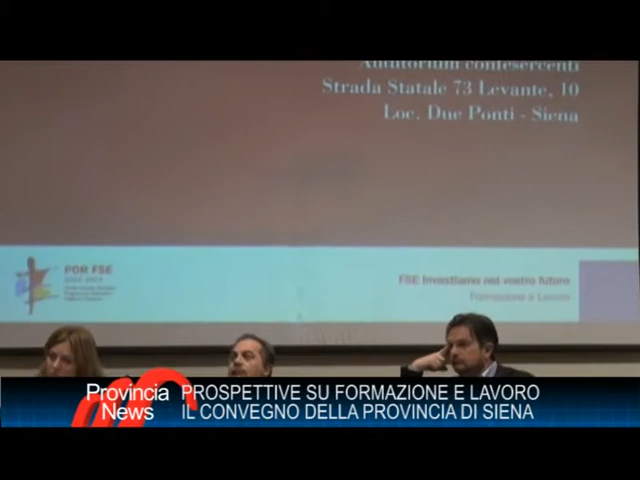 Auditorium confesercenti
Strada Statale 73 Levante, 10
Loc. Due Ponti - Siena
POR FSE
FSE Investiamo nel vostro futuro
Formazione e Lavoro
Provincia
News
PROSPETTIVE SU FORMAZIONE E LAVORO
IL CONVEGNO DELLA PROVINCIA DI SIENA